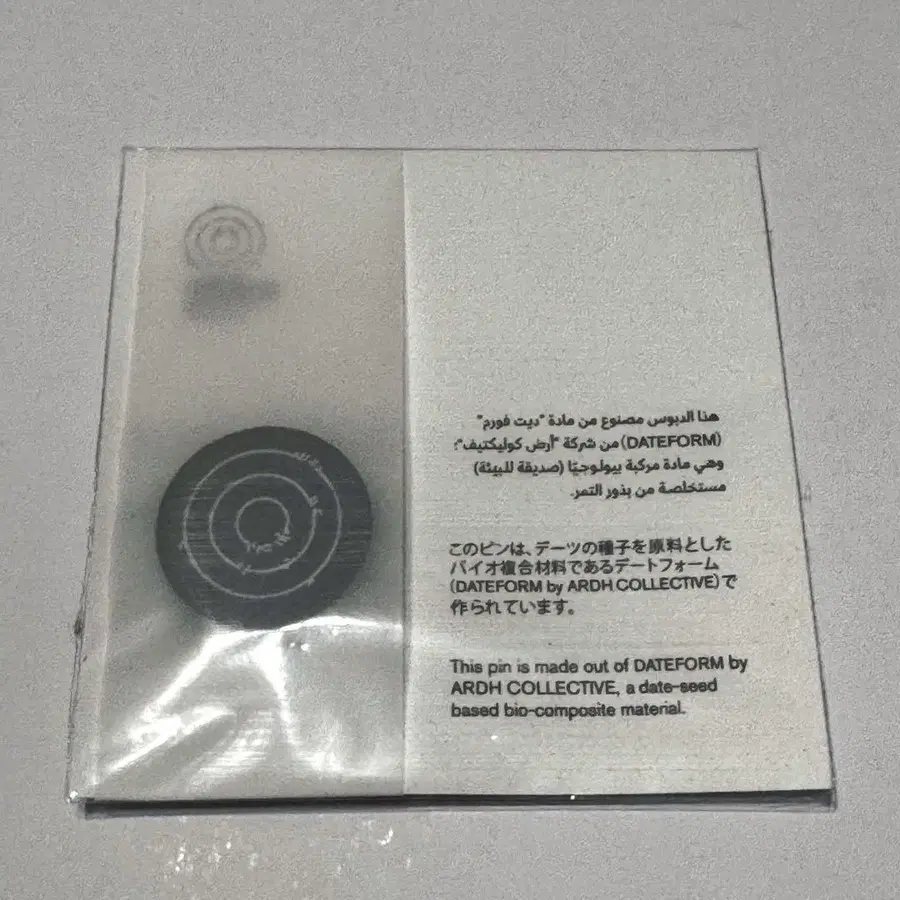 هذا الدبوس مصنوع من مادة "ديت فورم"
(DATEFORM) من شركة "أرض كوليكتيف"؛
وهي مادة مركبة بيولوجيًا (صديقة للبيئة)
مستخلصة من بذور التمر.
このピンは、デーツの種子を原料とした
バイオ複合材料であるデートフォーム
(DATEFORM by ARDH COLLECTIVE)で
作られています。
This pin is made out of DATEFORM by
ARDH COLLECTIVE, a date-seed
based bio-composite material.